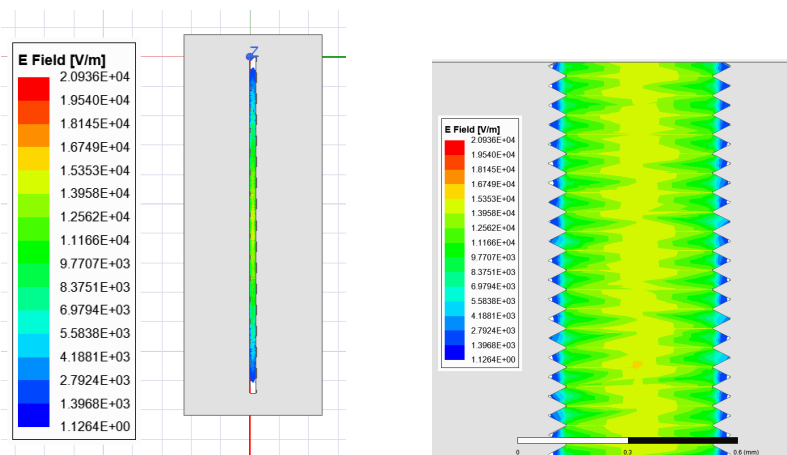 Z
E Field [V/m]
2.0936E+04
1.9540E+04
1.8145E+04
1.6749E+04
1.5353E+04
1.3958E+04
1.2562E+04
1.1166E+04
9.7707E+03
8.3751E+03
6.9794E+03
5.5838E+03
4.1881E+03
2.7924E+03
1.3968E+03
1.1264E+00
E Field [V/m]
2.0936E+04
1.9540E+04
1.8145E+04
1.6749E+04
1.5353E+04
1.3958E+04
1.2562E+04
1.1166E+04
9.7707E+03
8.3751E+03
6.9794E+03
5.5838E+03
4.1881E+03
2.7924E+03
1.3968E+03
1.1264E+00
0 0.3 0.6 (mm)